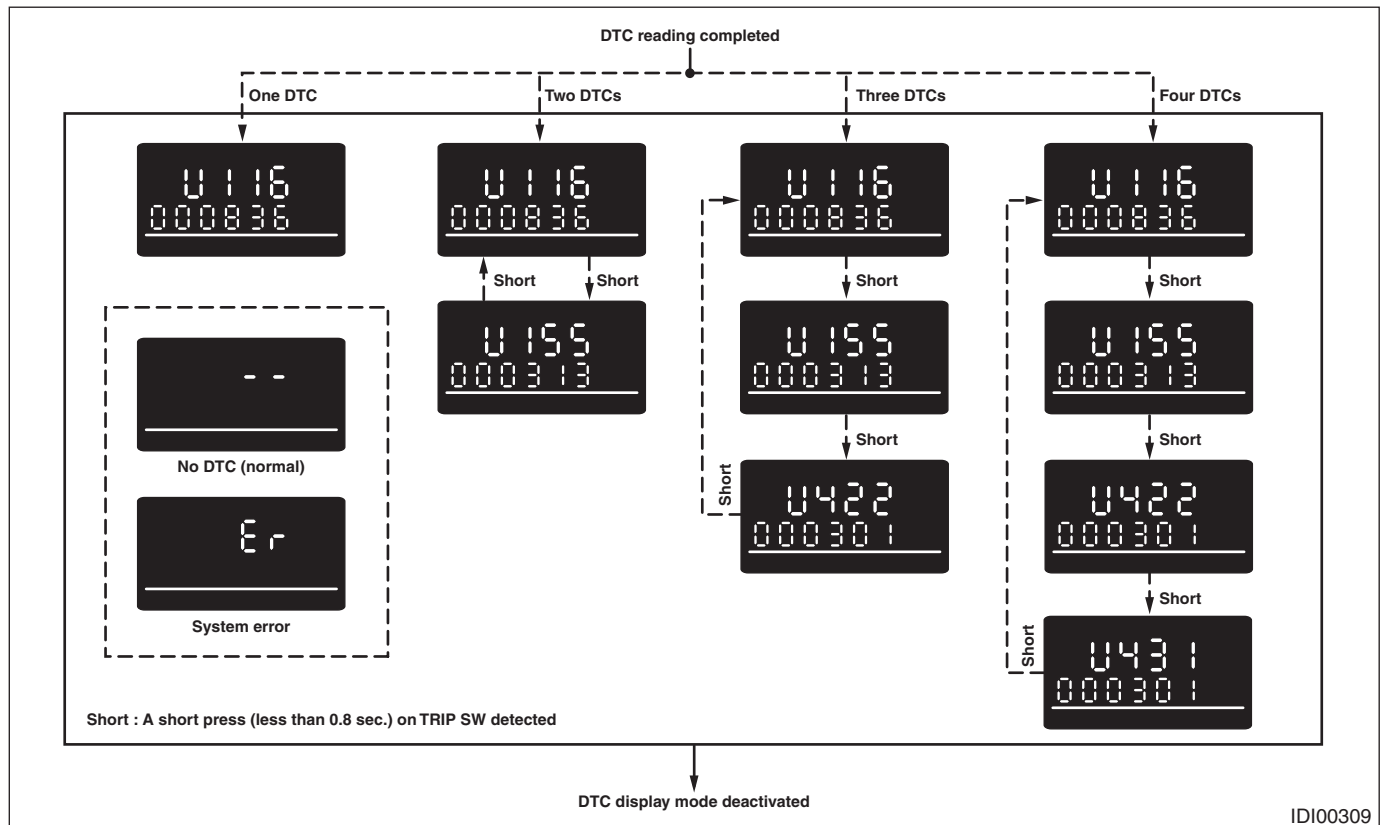 DTC reading completed
One DTC
Two DTCs
Three DTCs
Four DTCs
U116
000836
U116
000836
U116
000836
U116
000836
Short
Short
Short
Short
U155
000313
U155
000313
U155
000313
--
No DTC (normal)
Short
Short
Short
U422
000301
U422
000301
Er
System error
Short
Short
U431
000301
Short : A short press (less than 0.8 sec.) on TRIP SW detected
DTC display mode deactivated
IDI00309